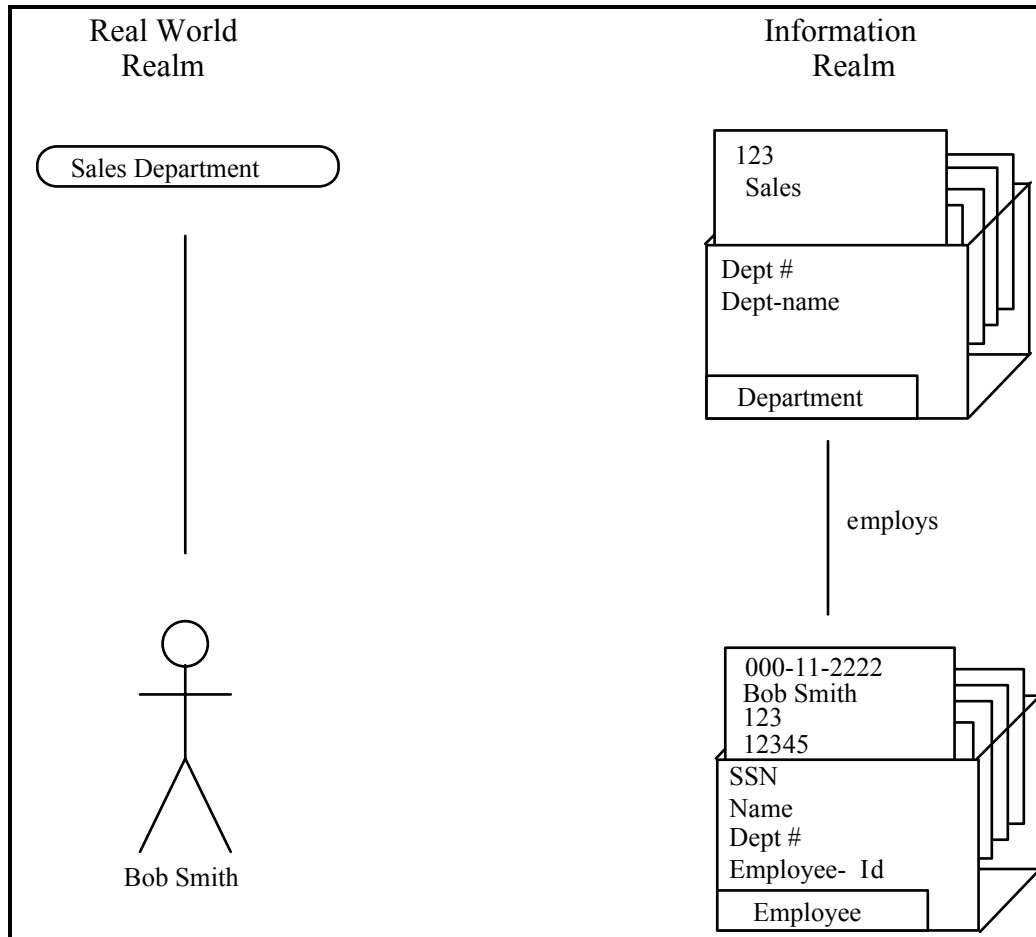 Real World
Realm
Information
Realm
Sales Department
123
Sales
Dept #
Dept-name
Department
employs
000-11-2222
Bob Smith
123
12345
SSN
Name
Dept #
Employee- Id
Employee
Bob Smith